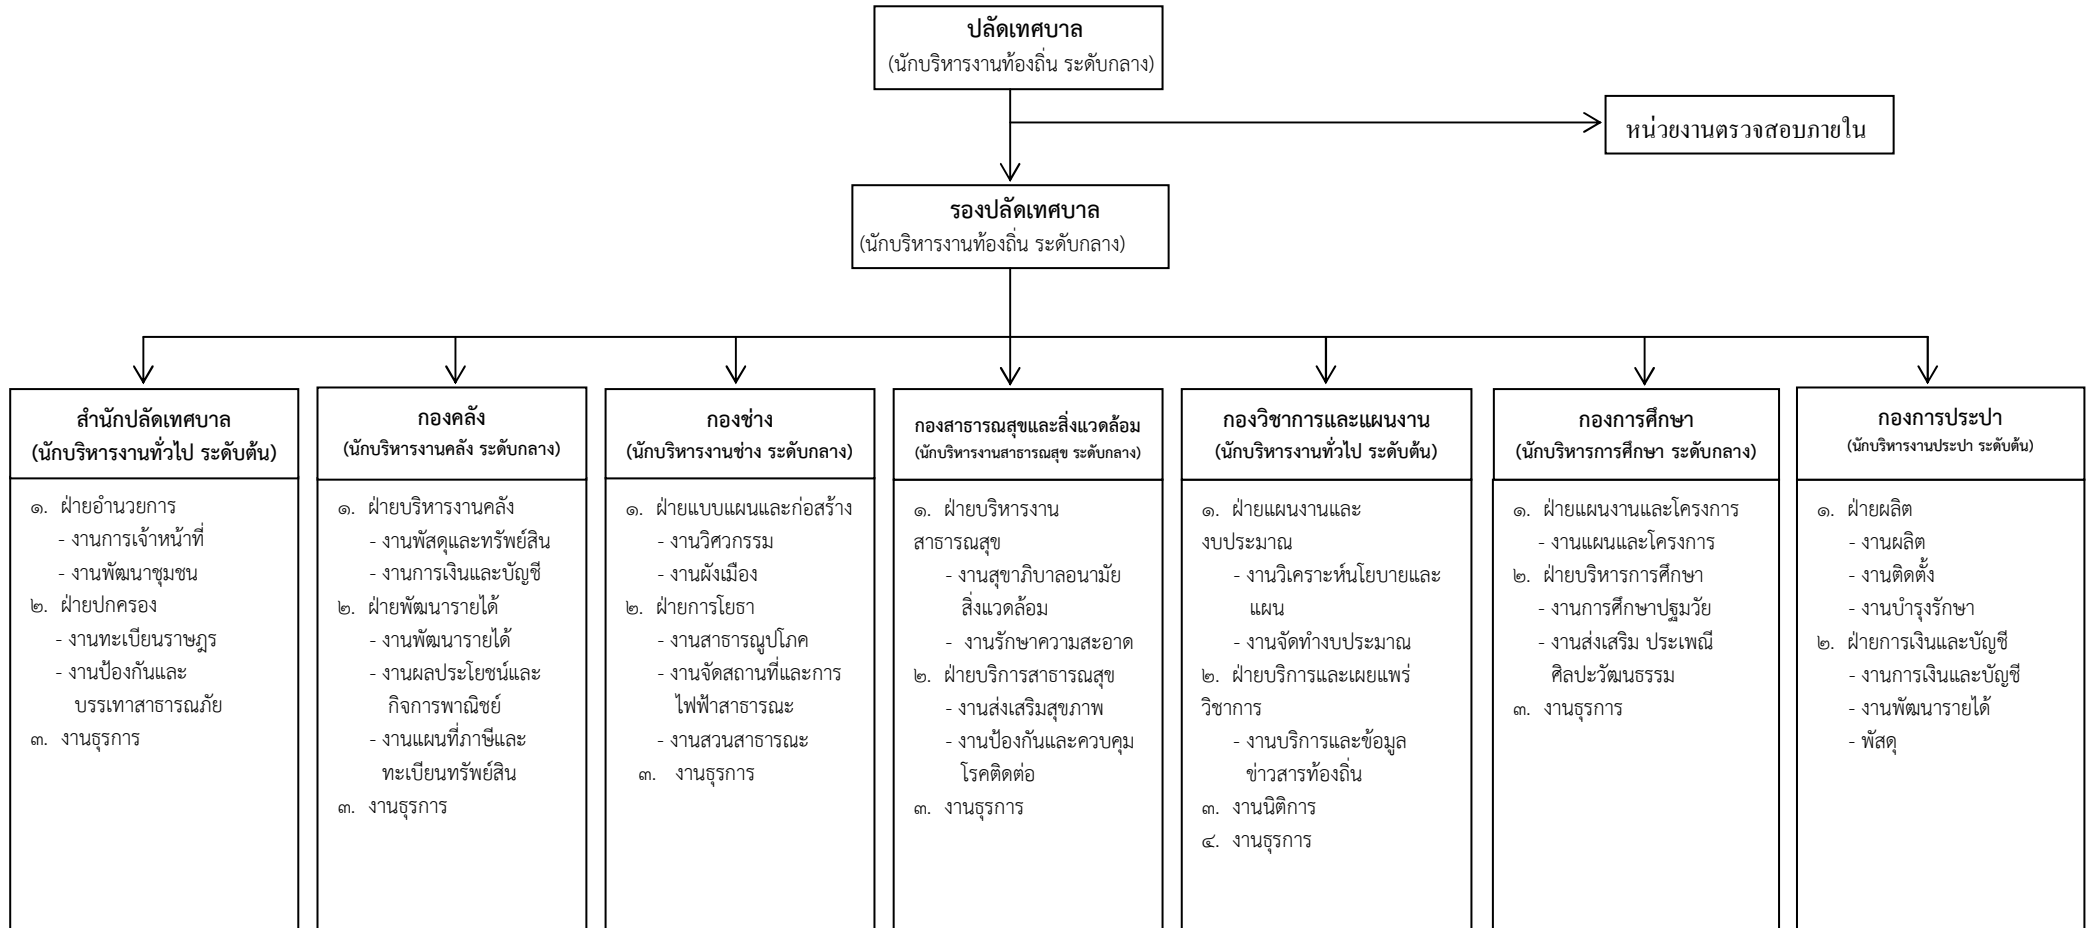 ปลัดเทศบาล
(นักบริหารงานท้องถิ่น ระดับกลาง)
หน่วยงานตรวจสอบภายใน
รองปลัดเทศบาล
(นักบริหารงานท้องถิ่น ระดับกลาง)
สำนักปลัดเทศบาล
(นักบริหารงานทั่วไป ระดับต้น)
๑. ฝ่ายอำนวยการ
- งานการเจ้าหน้าที่
- งานพัฒนาชุมชน
๒. ฝ่ายปกครอง
- งานทะเบียนราษฎร
- งานป้องกันและ
บรรเทาสาธารณภัย
๓. งานธุรการ
กองคลัง
(นักบริหารงานคลัง ระดับกลาง)
๑. ฝ่ายบริหารงานคลัง
- งานพัสดุและทรัพย์สิน
- งานการเงินและบัญชี
๒. ฝ่ายพัฒนารายได้
- งานพัฒนารายได้
- งานผลประโยชน์และ
กิจการพาณิชย์
- งานแผนที่ภาษีและ
ทะเบียนทรัพย์สิน
๓. งานธุรการ
กองช่าง
(นักบริหารงานช่าง ระดับกลาง)
๑. ฝ่ายแบบแผนและก่อสร้าง
- งานวิศวกรรม
- งานผังเมือง
๒. ฝ่ายการโยธา
- งานสาธารณูปโภค
- งานจัดสถานที่และการ
ไฟฟ้าสาธารณะ
- งานสวนสาธารณะ
๓. งานธุรการ
กองสาธารณสุขและสิ่งแวดล้อม
(นักบริหารงานสาธารณสุข ระดับกลาง)
๑. ฝ่ายบริหารงาน
สาธารณสุข
- งานสุขาภิบาลอนามัย
สิ่งแวดล้อม
- งานรักษาความสะอาด
๒. ฝ่ายบริการสาธารณสุข
- งานส่งเสริมสุขภาพ
- งานป้องกันและควบคุม
โรคติดต่อ
๓. งานธุรการ
กองวิชาการและแผนงาน
(นักบริหารงานทั่วไป ระดับต้น)
๑. ฝ่ายแผนงานและ
งบประมาณ
- งานวิเคราะห์นโยบายและ
แผน
- งานจัดทำงบประมาณ
๒. ฝ่ายบริการและเผยแพร่
วิชาการ
- งานบริการและข้อมูล
ข่าวสารท้องถิ่น
๓. งานนิติการ
๔. งานธุรการ
กองการศึกษา
(นักบริหารการศึกษา ระดับกลาง)
๑. ฝ่ายแผนงานและโครงการ
- งานแผนและโครงการ
๒. ฝ่ายบริหารการศึกษา
- งานการศึกษาปฐมวัย
- งานส่งเสริม ประเพณี
ศิลปะวัฒนธรรม
๓. งานธุรการ
กองการประปา
(นักบริหารงานประปา ระดับต้น)
๑. ฝ่ายผลิต
- งานผลิต
- งานติดตั้ง
- งานบำรุงรักษา
๒. ฝ่ายการเงินและบัญชี
- งานการเงินและบัญชี
- งานพัฒนารายได้
- พัสดุ